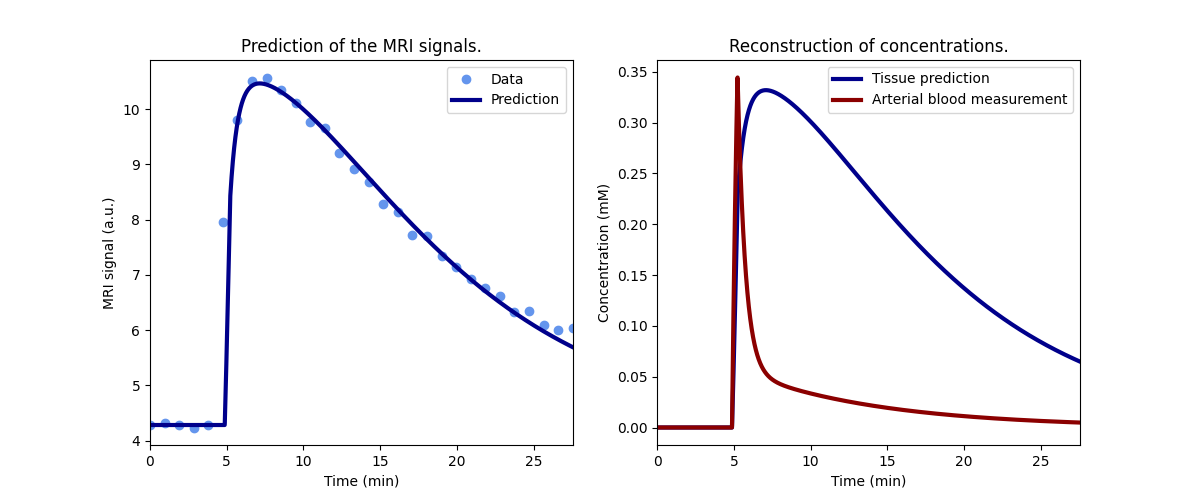 Prediction of the MRI signals.
Data
Prediction
MRI signal (a.u.)
10
9
8
7
6
5
4
0
5
10
15
20
25
Time (min)
Reconstruction of concentrations.
Tissue prediction
Arterial blood measurement
Concentration (mM)
0.35
0.30
0.25
0.20
0.15
0.10
0.05
0.00
0
5
10
15
20
25
Time (min)